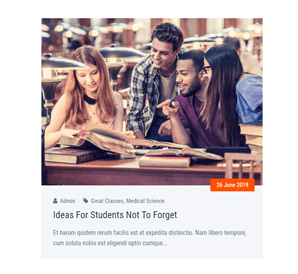 26 June 2019
Admin Gmat Classes, Medical Science
Ideas For Students Not To Forget
Et harum quidem rerum facilis est et expedita distinctio. Nam libero tempore,
cum soluta nobis est eligendi optio cumque...